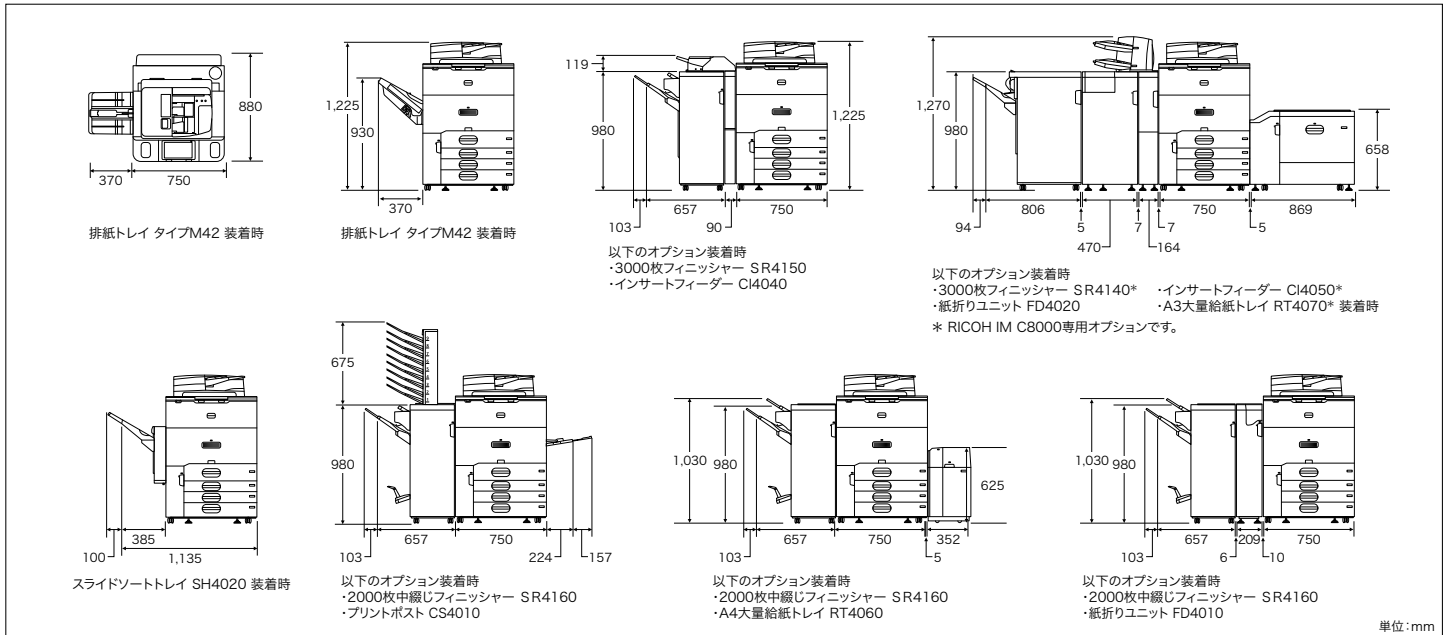 880
370
750
排紙トレイ タイプM42 装着時
1,225
930
370
排紙トレイ タイプM42 装着時
119
980
1,225
103
657
90
750
以下のオプション装着時
・3000枚フィニッシャー SR4150
・インサートフィーダー CI4040
1,270
980
658
94
806
5
470
7
164
7
750
5
869
以下のオプション装着時
・3000枚フィニッシャー SR4140* ・インサートフィーダー CI4050*
・紙折りユニット FD4020 ・A3大量給紙トレイ RT4070* 装着時
* RICOH IM C8000専用オプションです。
100
385
1,135
スライドソートトレイ SH4020 装着時
675
980
103
657
750
224
157
以下のオプション装着時
・2000枚中綴じフィニッシャー SR4160
・プリントポスト CS4010
1,030
980
625
103
657
750
5
352
以下のオプション装着時
・2000枚中綴じフィニッシャー SR4160
・A4大量給紙トレイ RT4060
1,030
980
103
657
6
209
10
750
以下のオプション装着時
・2000枚中綴じフィニッシャー SR4160
・紙折りユニット FD4010
単位：mm